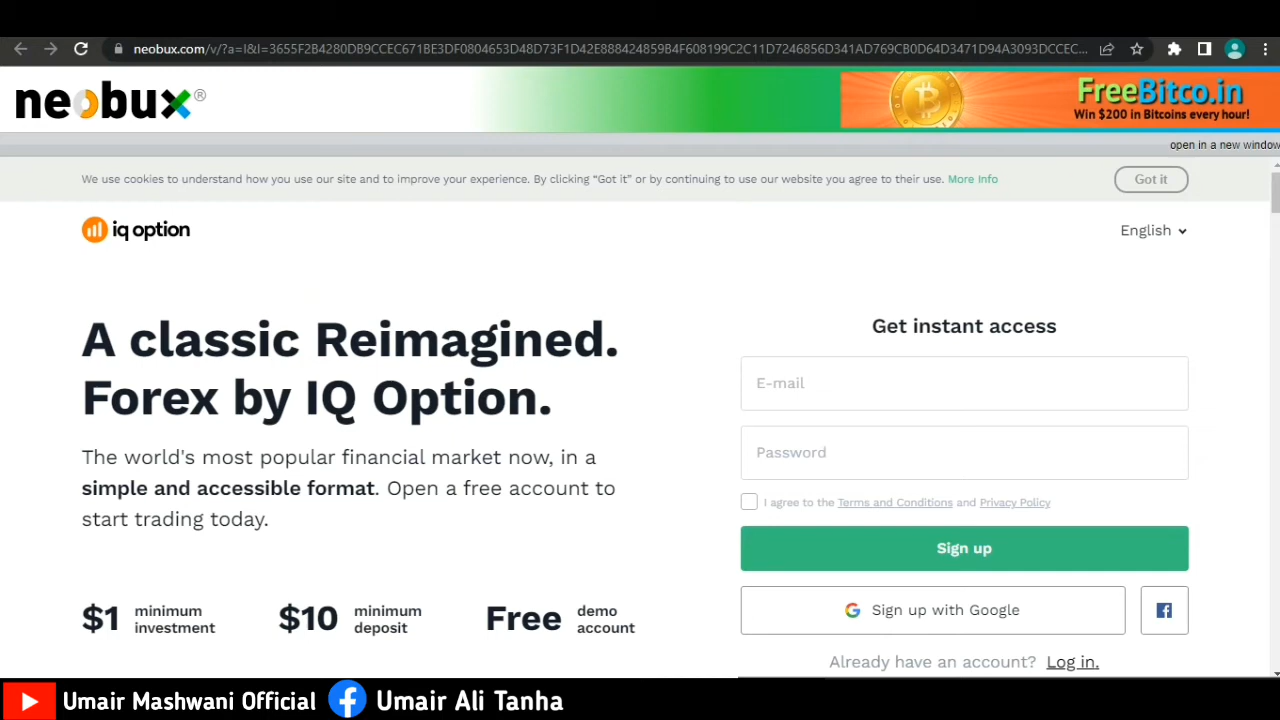 neobux.com/v/?a=l&l=3655F2B4280DB9CCEC671BE3DF0804653D48D73F1D42E888424859B4F608199C2C11D7246856D341AD769CB0D64D3471D94A3093DCCEC...
neobux®
FreeBitco.in
Win $200 in Bitcoins every hour!
open in a new window
We use cookies to understand how you use our site and to improve your experience. By clicking “Got it” or by continuing to use our website you agree to their use. More Info
Got it
iq option
English
A classic Reimagined.
Forex by IQ Option.
The world's most popular financial market now, in a
simple and accessible format. Open a free account to
start trading today.
$1 minimum investment
$10 minimum deposit
Free demo account
Get instant access
E-mail
Password
I agree to the Terms and Conditions and Privacy Policy
Sign up
Sign up with Google
Already have an account? Log in.
Umair Mashwani Official
Umair Ali Tanha